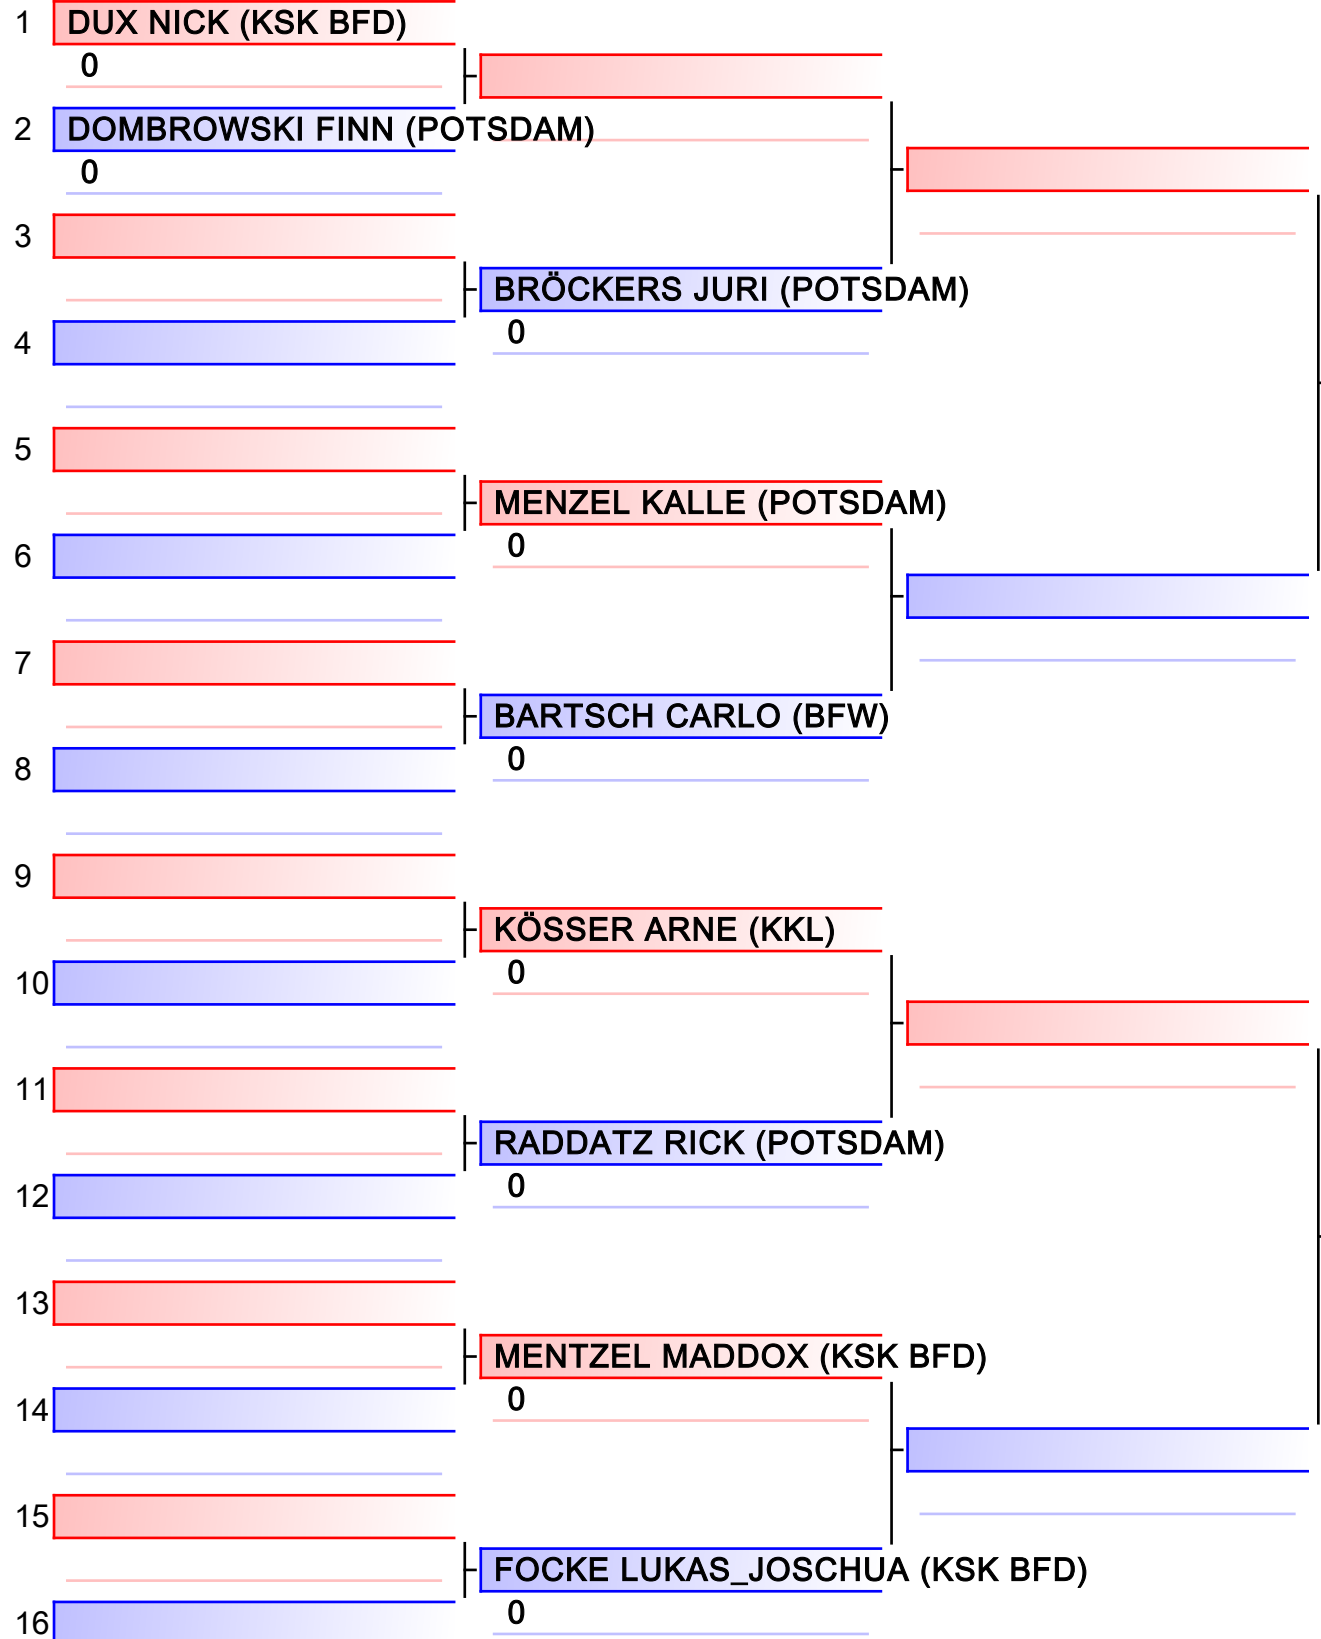 1 DUX NICK (KSK BFD)
0
2 DOMBROWSKI FINN (POTSDAM)
0
3
BRÖCKERS JURI (POTSDAM)
0
4
5
MENZEL KALLE (POTSDAM)
0
6
7
BARTSCH CARLO (BFW)
0
8
9
KÖSSER ARNE (KKL)
0
10
11
RADDATZ RICK (POTSDAM)
0
12
13
MENTZEL MADDOX (KSK BFD)
0
14
15
FOCKE LUKAS_JOSCHUA (KSK BFD)
0
16